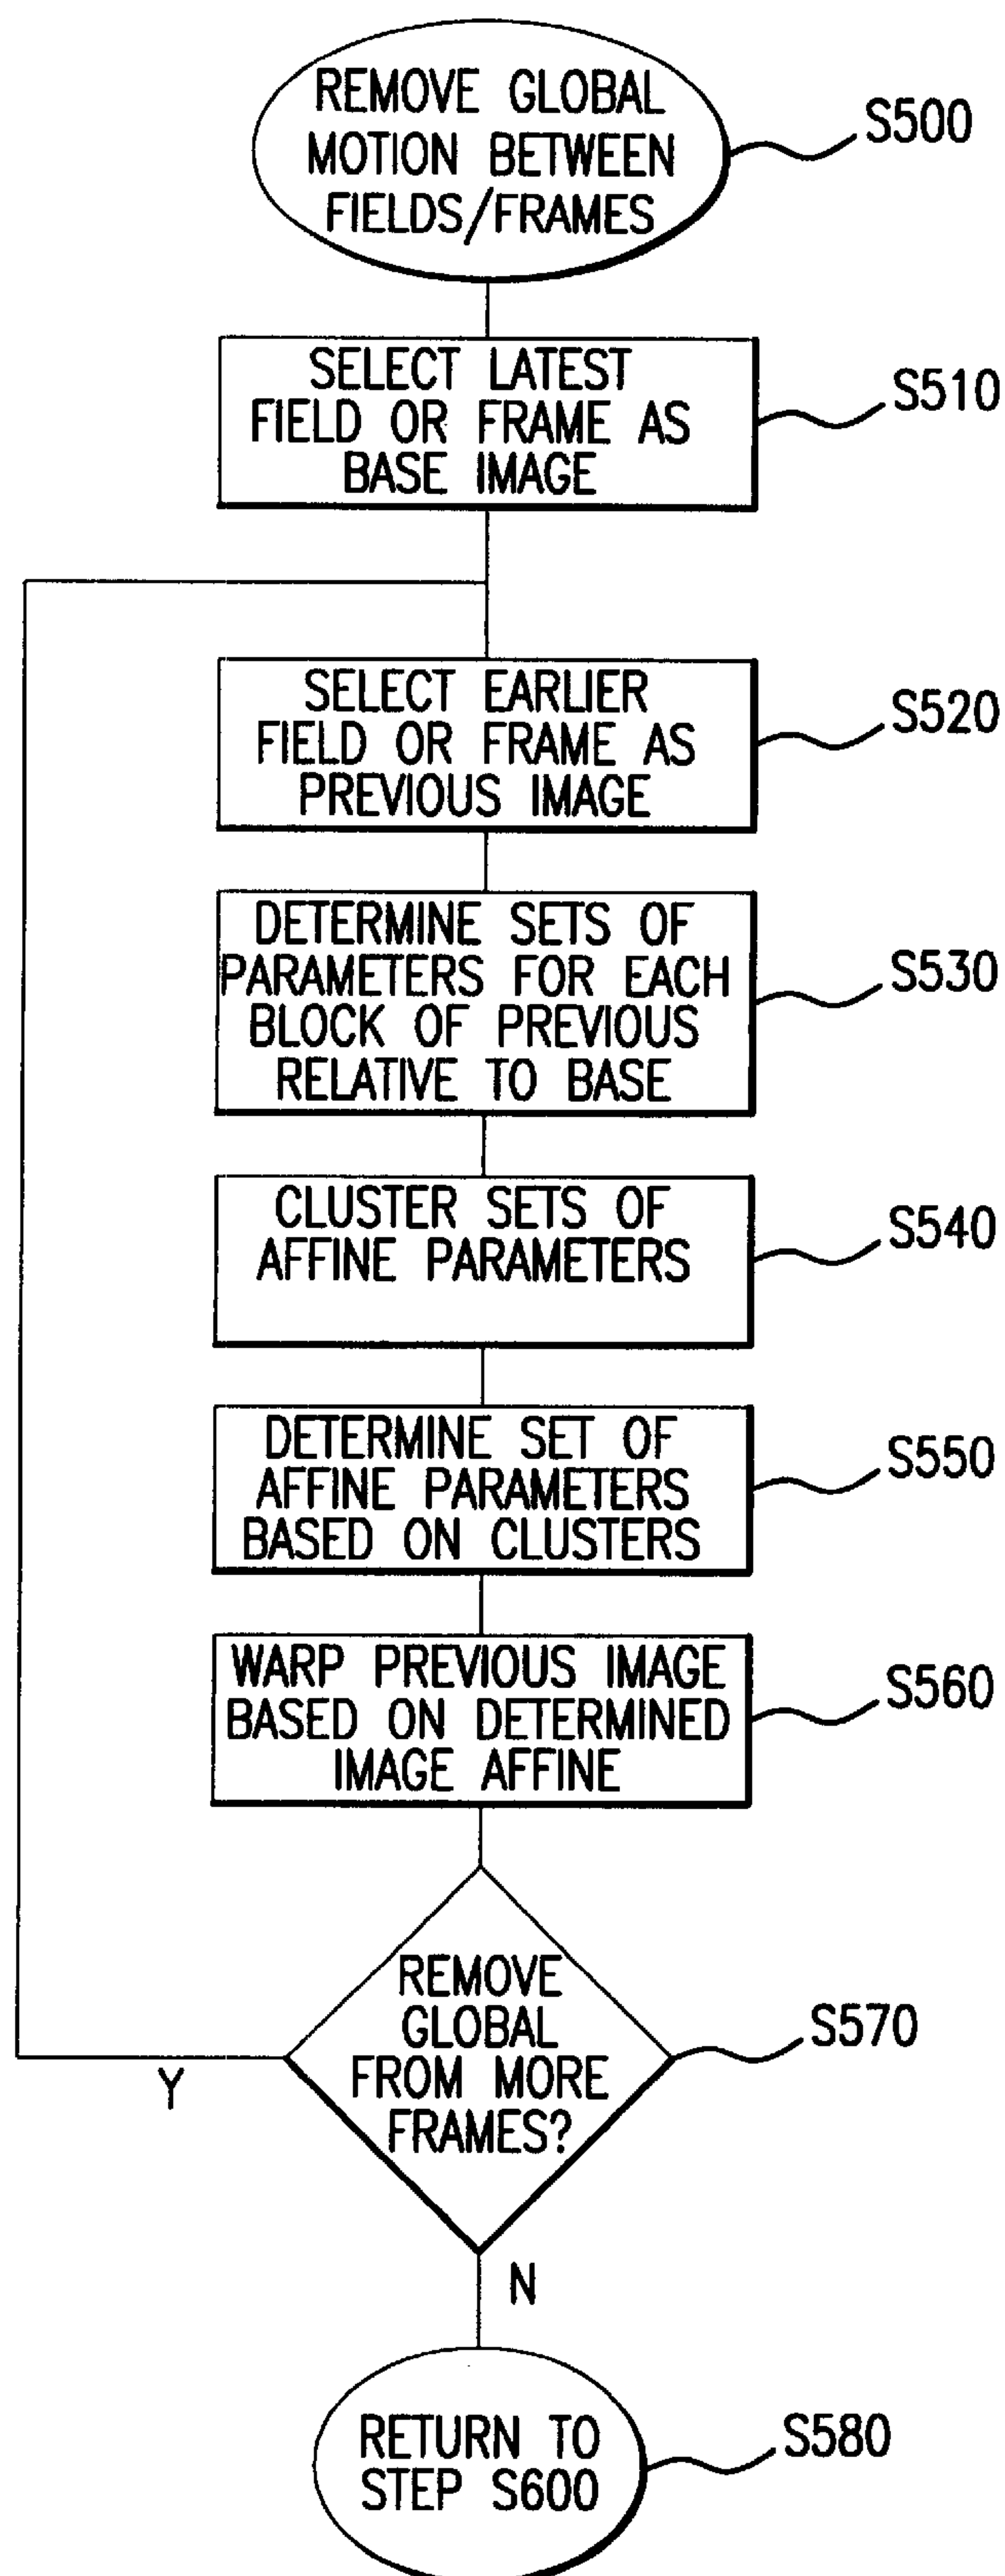 REMOVE GLOBAL
MOTION BETWEEN
FIELDS/FRAMES
S500
SELECT LATEST
FIELD OR FRAME AS
BASE IMAGE
S510
SELECT EARLIER
FIELD OR FRAME AS
PREVIOUS IMAGE
S520
DETERMINE SETS OF
PARAMETERS FOR EACH
BLOCK OF PREVIOUS
RELATIVE TO BASE
S530
CLUSTER SETS OF
AFFINE PARAMETERS
S540
DETERMINE SET OF
AFFINE PARAMETERS
BASED ON CLUSTERS
S550
WARP PREVIOUS IMAGE
BASED ON DETERMINED
IMAGE AFFINE
S560
REMOVE
GLOBAL
FROM MORE
FRAMES?
S570
Y
N
RETURN TO
STEP S600
S580